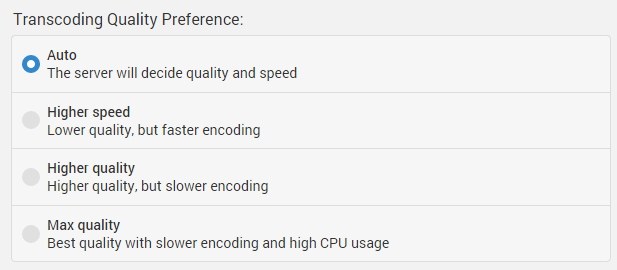 Transcoding Quality Preference:
Auto
The server will decide quality and speed
Higher speed
Lower quality, but faster encoding
Higher quality
Higher quality, but slower encoding
Max quality
Best quality with slower encoding and high CPU usage